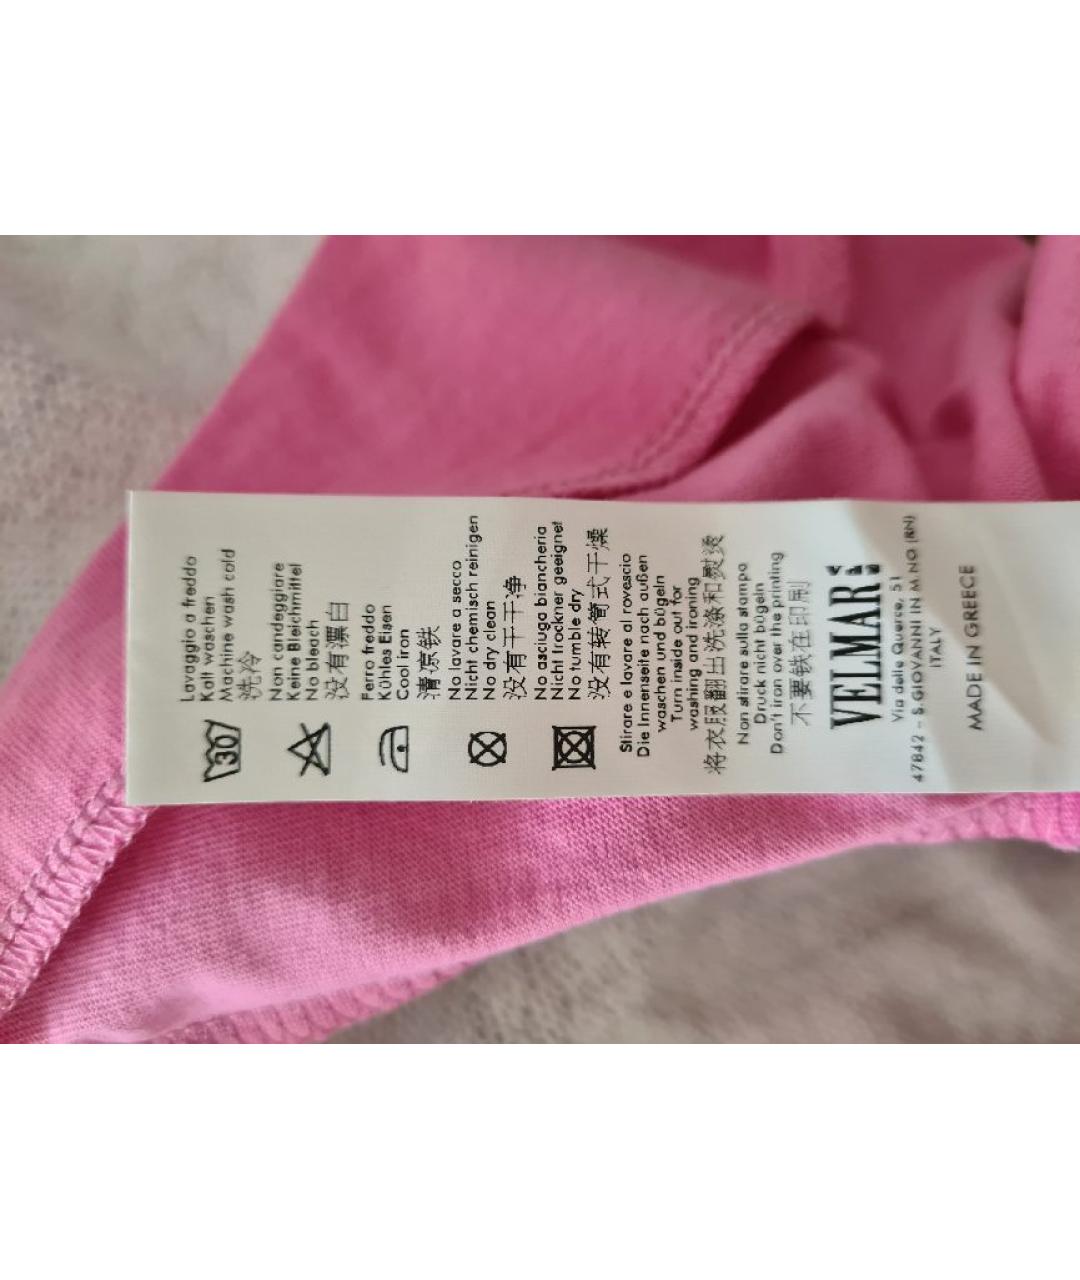 30
Lavaggio a freddo
Kalt waschen
Machine wash cold
洗冷
Non candeggiare
Keine Bleichmittel
No bleach
没有漂白
Ferro freddo
Kühles Eisen
Cool iron
清凉铁
No lavare a secco
Nicht chemisch reinigen
No dry clean
没有干干净
No asciuga biancheria
Nicht trockner geeignet
No tumble dry
没有转筒式干燥
Stirare e lavare al rovescio
Die Innenseite nach außen
waschen und bügeln
Turn inside out for
washing and ironing
将衣服翻出洗涤和熨烫
Non stirare sulla stampa
Druck nicht bügeln
Don't iron over the printing
不要铁在印刷
VELMAR
Via delle Querce, 51
47842 - S.GIOVANNI IN M.NO (RN)
ITALY
MADE IN GREECE